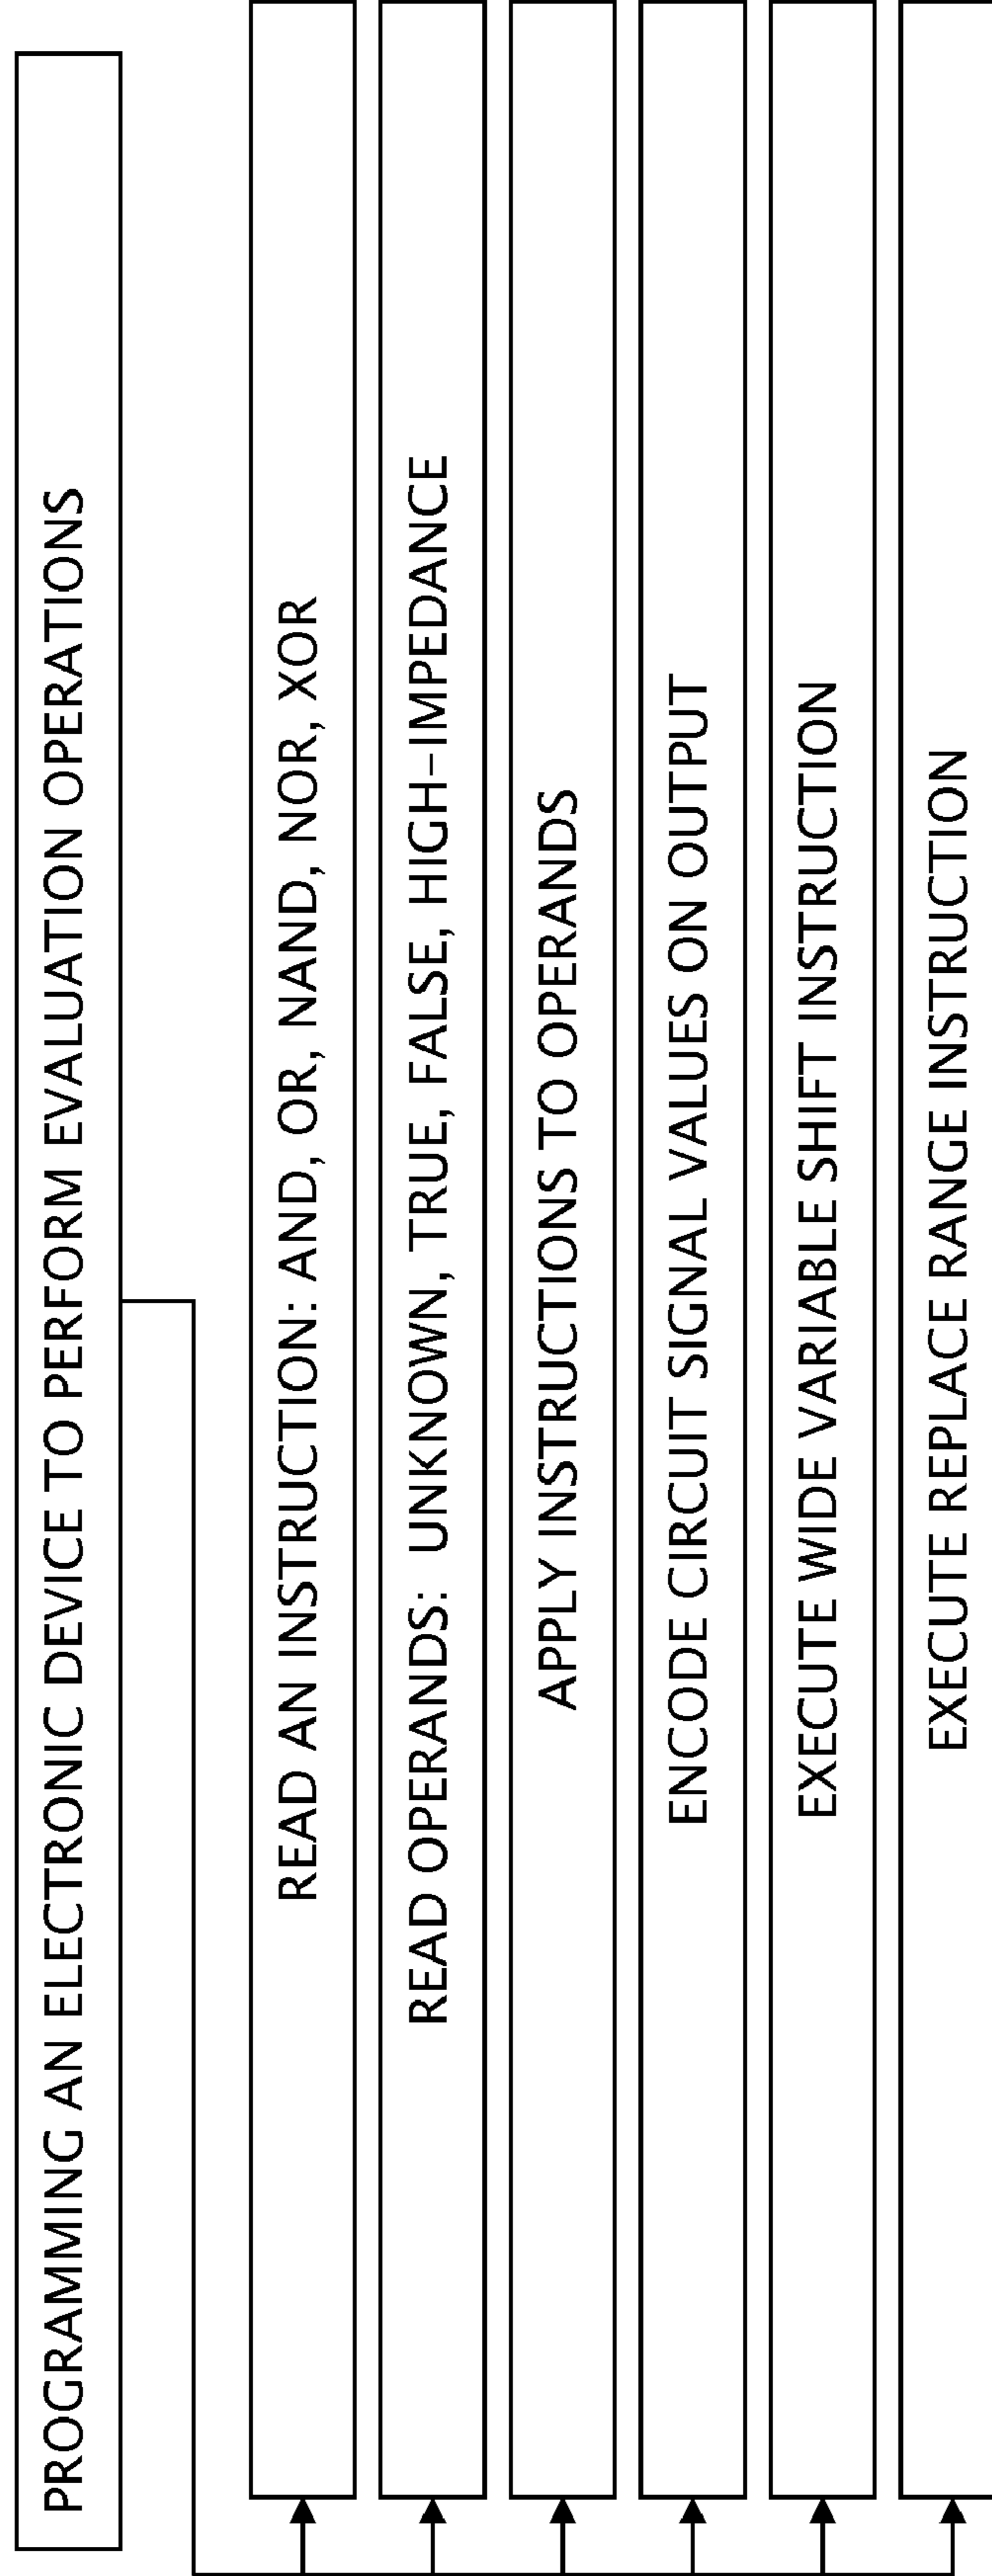 PROGRAMMING AN ELECTRONIC DEVICE TO PERFORM EVALUATION OPERATIONS
READ AN INSTRUCTION: AND, OR, NAND, NOR, XOR
READ OPERANDS: UNKNOWN, TRUE, FALSE, HIGH-IMPEDANCE
APPLY INSTRUCTIONS TO OPERANDS
ENCODE CIRCUIT SIGNAL VALUES ON OUTPUT
EXECUTE WIDE VARIABLE SHIFT INSTRUCTION
EXECUTE REPLACE RANGE INSTRUCTION